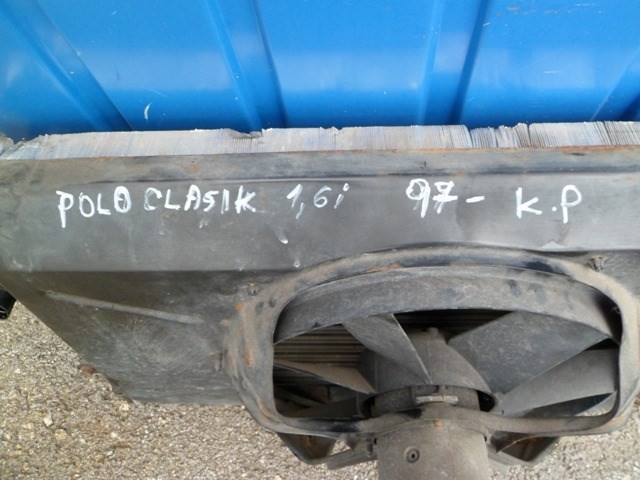 POLO CLASIK 1,6i 97- K.P